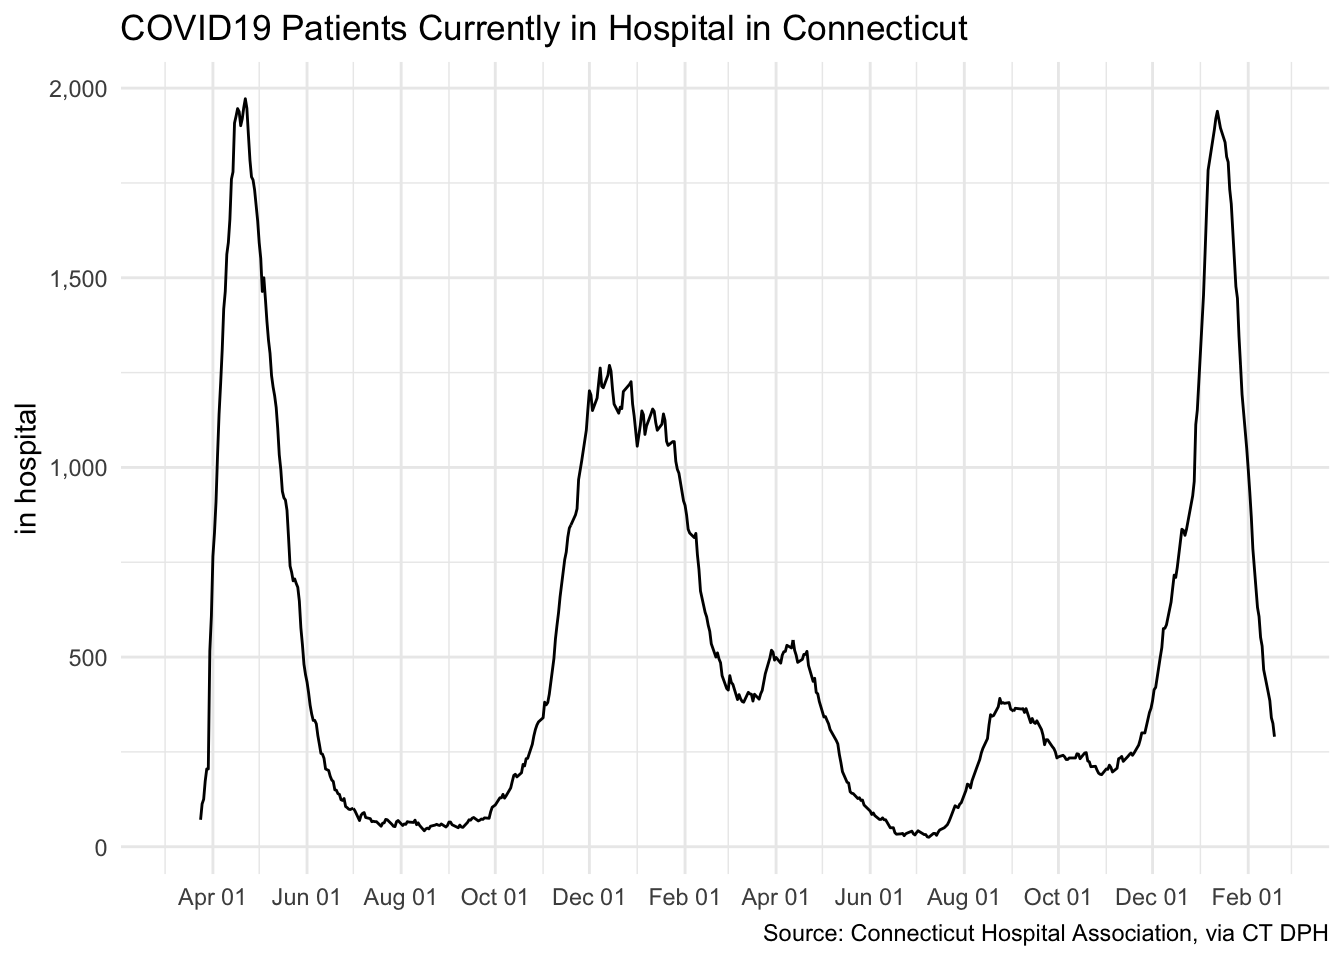 COVID19 Patients Currently in Hospital in Connecticut
2,000
1,500
1,000
500
0
in hospital
Apr 01 Jun 01 Aug 01 Oct 01 Dec 01 Feb 01 Apr 01 Jun 01 Aug 01 Oct 01 Dec 01 Feb 01
Source: Connecticut Hospital Association, via CT DPH